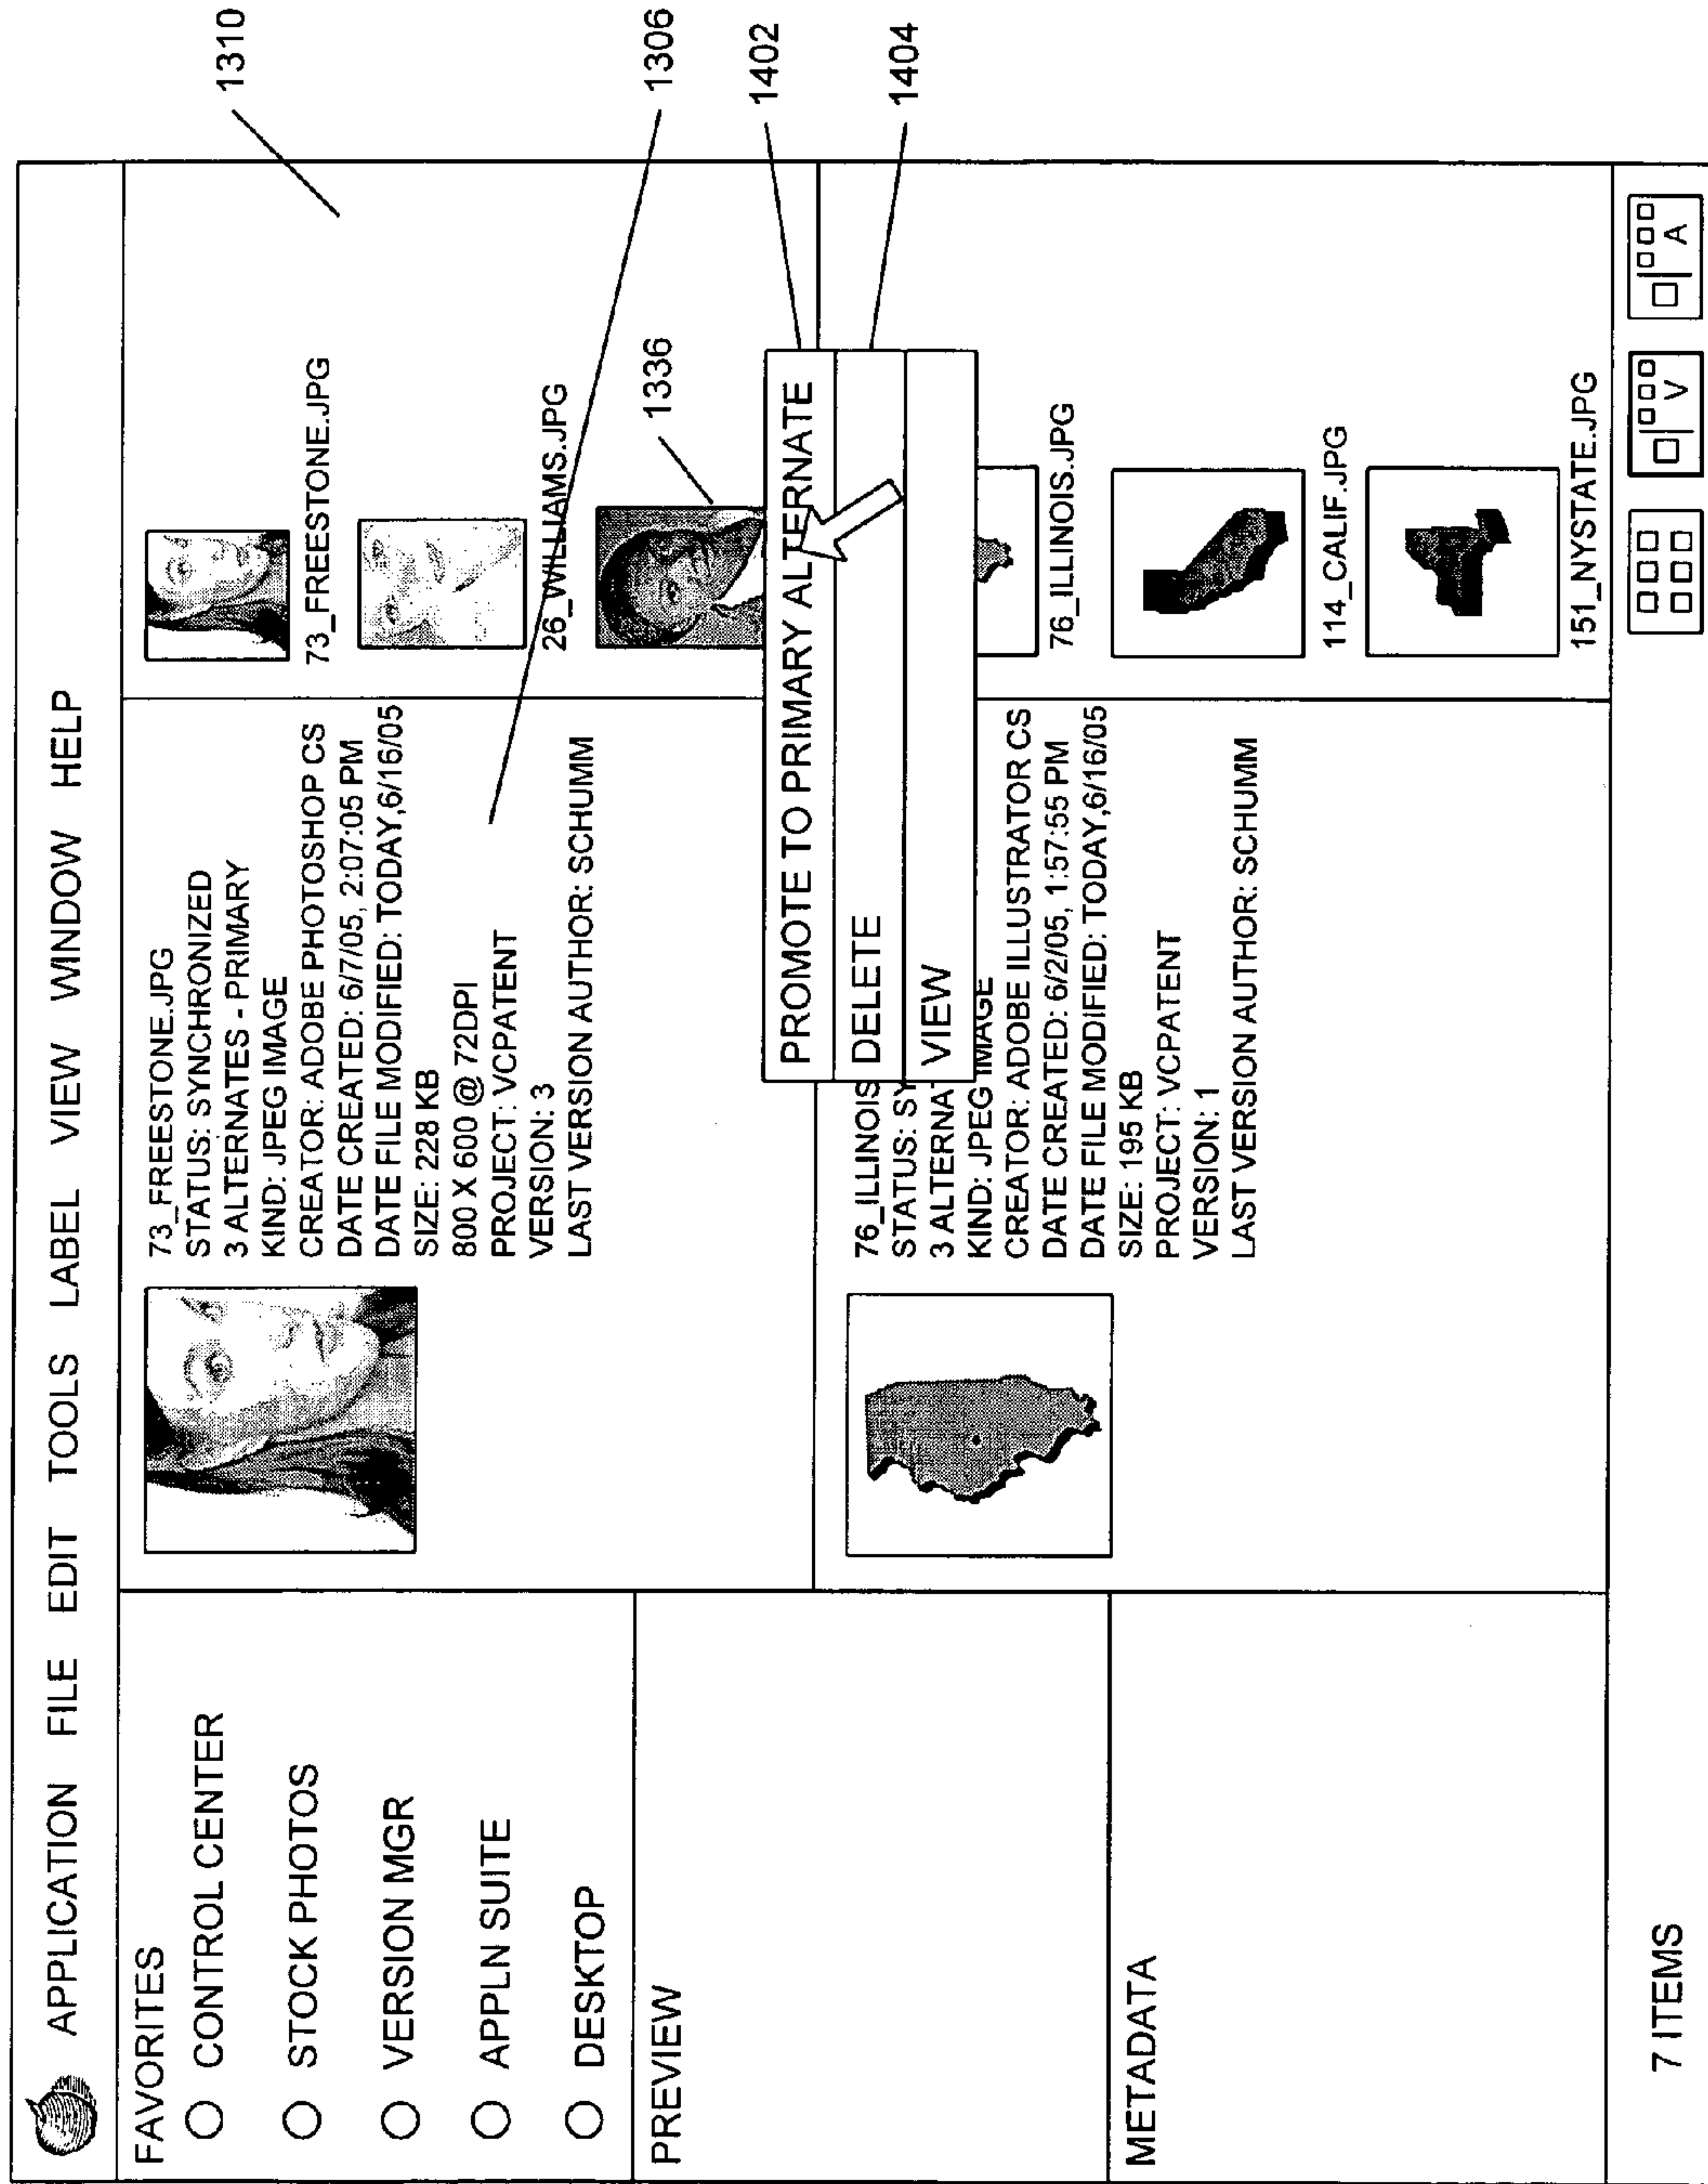 APPLICATION FILE EDIT TOOLS LABEL VIEW WINDOW HELP
FAVORITES
CONTROL CENTER
STOCK PHOTOS
VERSION MGR
APPLN SUITE
DESKTOP
PREVIEW
METADATA
73_FREESTONE.JPG
STATUS: SYNCHRONIZED
3 ALTERNATES - PRIMARY
KIND: JPEG IMAGE
CREATOR: ADOBE PHOTOSHOP CS
DATE CREATED: 6/7/05, 2:07:05 PM
DATE FILE MODIFIED: TODAY,6/16/05
SIZE: 228 KB
800 X 600 @ 72DPI
PROJECT: VCPATENT
VERSION: 3
LAST VERSION AUTHOR: SCHUMM
76_ILLINOIS
STATUS: SY
3 ALTERNA
KIND: JPEG IMAGE
CREATOR: ADOBE ILLUSTRATOR CS
DATE CREATED: 6/2/05, 1:57:55 PM
DATE FILE MODIFIED: TODAY,6/16/05
SIZE: 195 KB
PROJECT: VCPATENT
VERSION: 1
LAST VERSION AUTHOR: SCHUMM
PROMOTE TO PRIMARY ALTERNATE
DELETE
VIEW
73_FREESTONE.JPG
26_WILLIAMS.JPG
76_ILLINOIS.JPG
114_CALIF.JPG
151_NYSTATE.JPG
1310
1306
1336
1402
1404
7 ITEMS
V
A